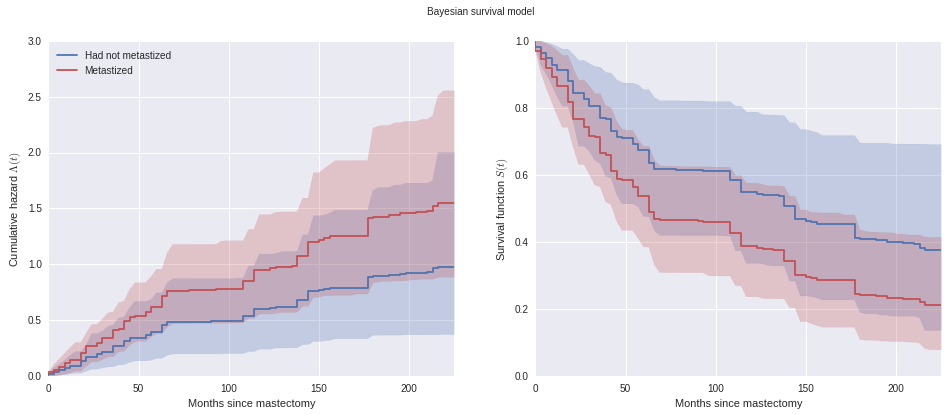 Bayesian survival model
Had not metastized
Metastized
3.0
2.5
2.0
1.5
1.0
0.5
0.0
0 50 100 150 200
Cumulative hazard Λ(t)
Months since mastectomy
1.0
0.8
0.6
0.4
0.2
0.0
0 50 100 150 200
Survival function S(t)
Months since mastectomy